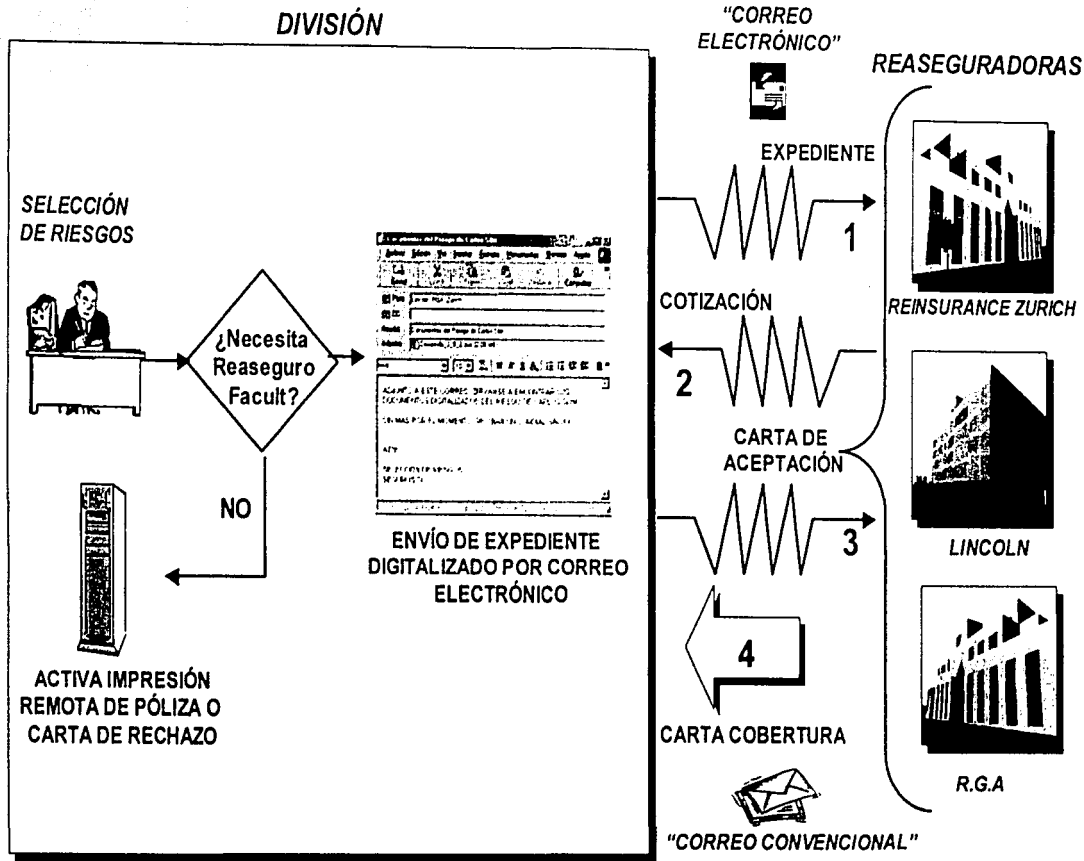 DIVISIÓN
"CORREO
ELECTRÓNICO"
REASEGURADORAS
EXPEDIENTE
1
REINSURANCE ZURICH
SELECCIÓN
DE RIESGOS
¿Necesita
Reaseguro
Facult?
COTIZACIÓN
2
CARTA DE
ACEPTACIÓN
3
LINCOLN
NO
ENVÍO DE EXPEDIENTE
DIGITALIZADO POR CORREO
ELECTRÓNICO
4
ACTIVA IMPRESIÓN
REMOTA DE PÓLIZA O
CARTA DE RECHAZO
CARTA COBERTURA
R.G.A
"CORREO CONVENCIONAL"